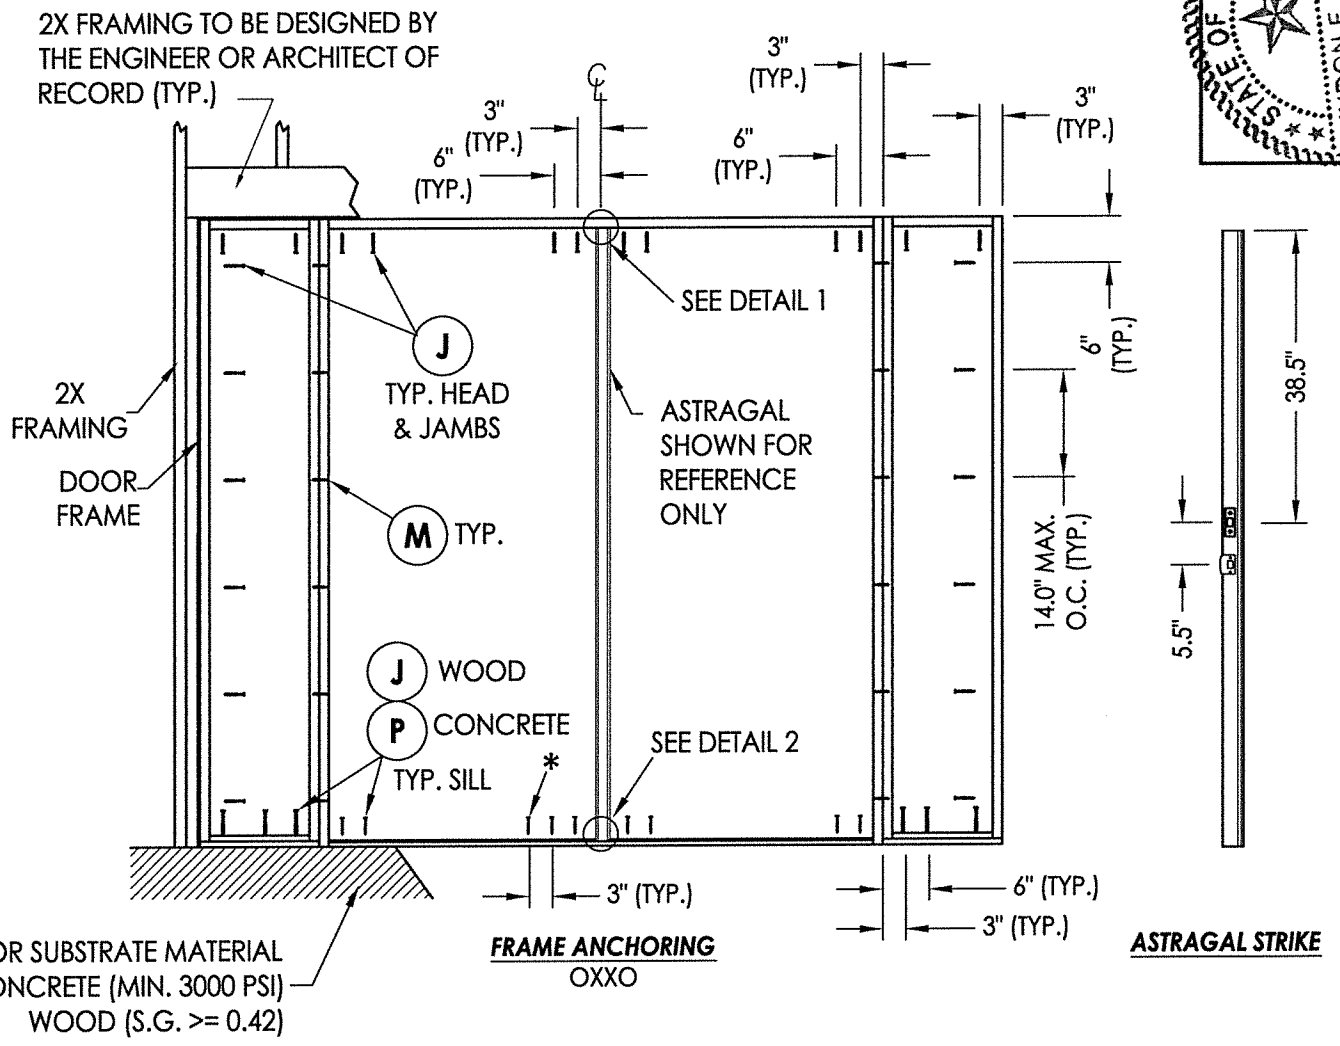 2X FRAMING TO BE DESIGNED BY
THE ENGINEER OR ARCHITECT OF
RECORD (TYP.)
STATE OF
3"
(TYP.)
6"
(TYP.)
3"
(TYP.)
6"
(TYP.)
3"
(TYP.)
SEE DETAIL 1
J
TYP. HEAD
& JAMBS
2X
FRAMING
DOOR
FRAME
ASTRAGAL
SHOWN FOR
REFERENCE
ONLY
M TYP.
6"
(TYP.)
14.0" MAX.
O.C. (TYP.)
38.5"
5.5"
J WOOD
P CONCRETE
TYP. SILL
*
SEE DETAIL 2
3" (TYP.)
6" (TYP.)
3" (TYP.)
FRAME ANCHORING
OXXO
ASTRAGAL STRIKE
OR SUBSTRATE MATERIAL
ONCRETE (MIN. 3000 PSI)
WOOD (S.G. >= 0.42)